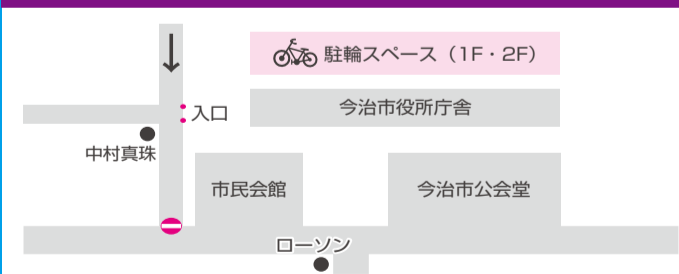 駐輪スペース（1F・2F）
今治市役所庁舎
入口
中村真珠
市民会館
今治市公会堂
ローソン